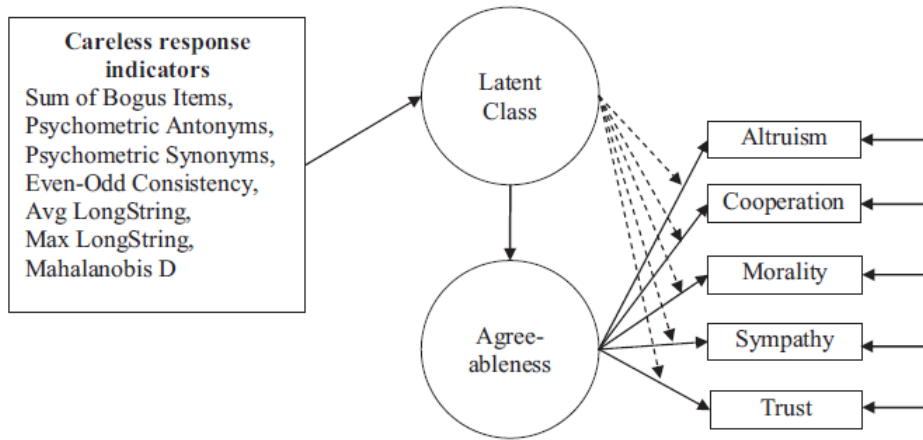 Careless response
indicators
Sum of Bogus Items,
Psychometric Antonyms,
Psychometric Synonyms,
Even-Odd Consistency,
Avg LongString,
Max LongString,
Mahalanobis D
Latent
Class
Agree-
ableness
Altruism
Cooperation
Morality
Sympathy
Trust